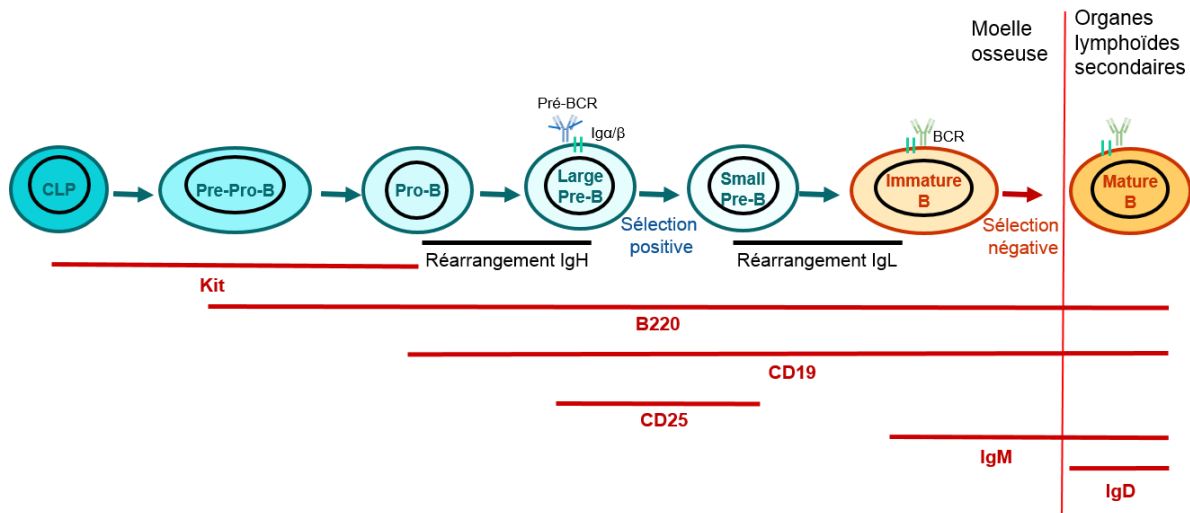 Moelle
osseuse
Organes
lymphoïdes
secondaires
Pré-BCR
Igα/β
BCR
CLP
Pre-Pro-B
Pro-B
Large
Pre-B
Small
Pre-B
Immature
B
Mature
B
Sélection
positive
Sélection
négative
Réarrangement IgH
Réarrangement IgL
Kit
B220
CD19
CD25
IgM
IgD